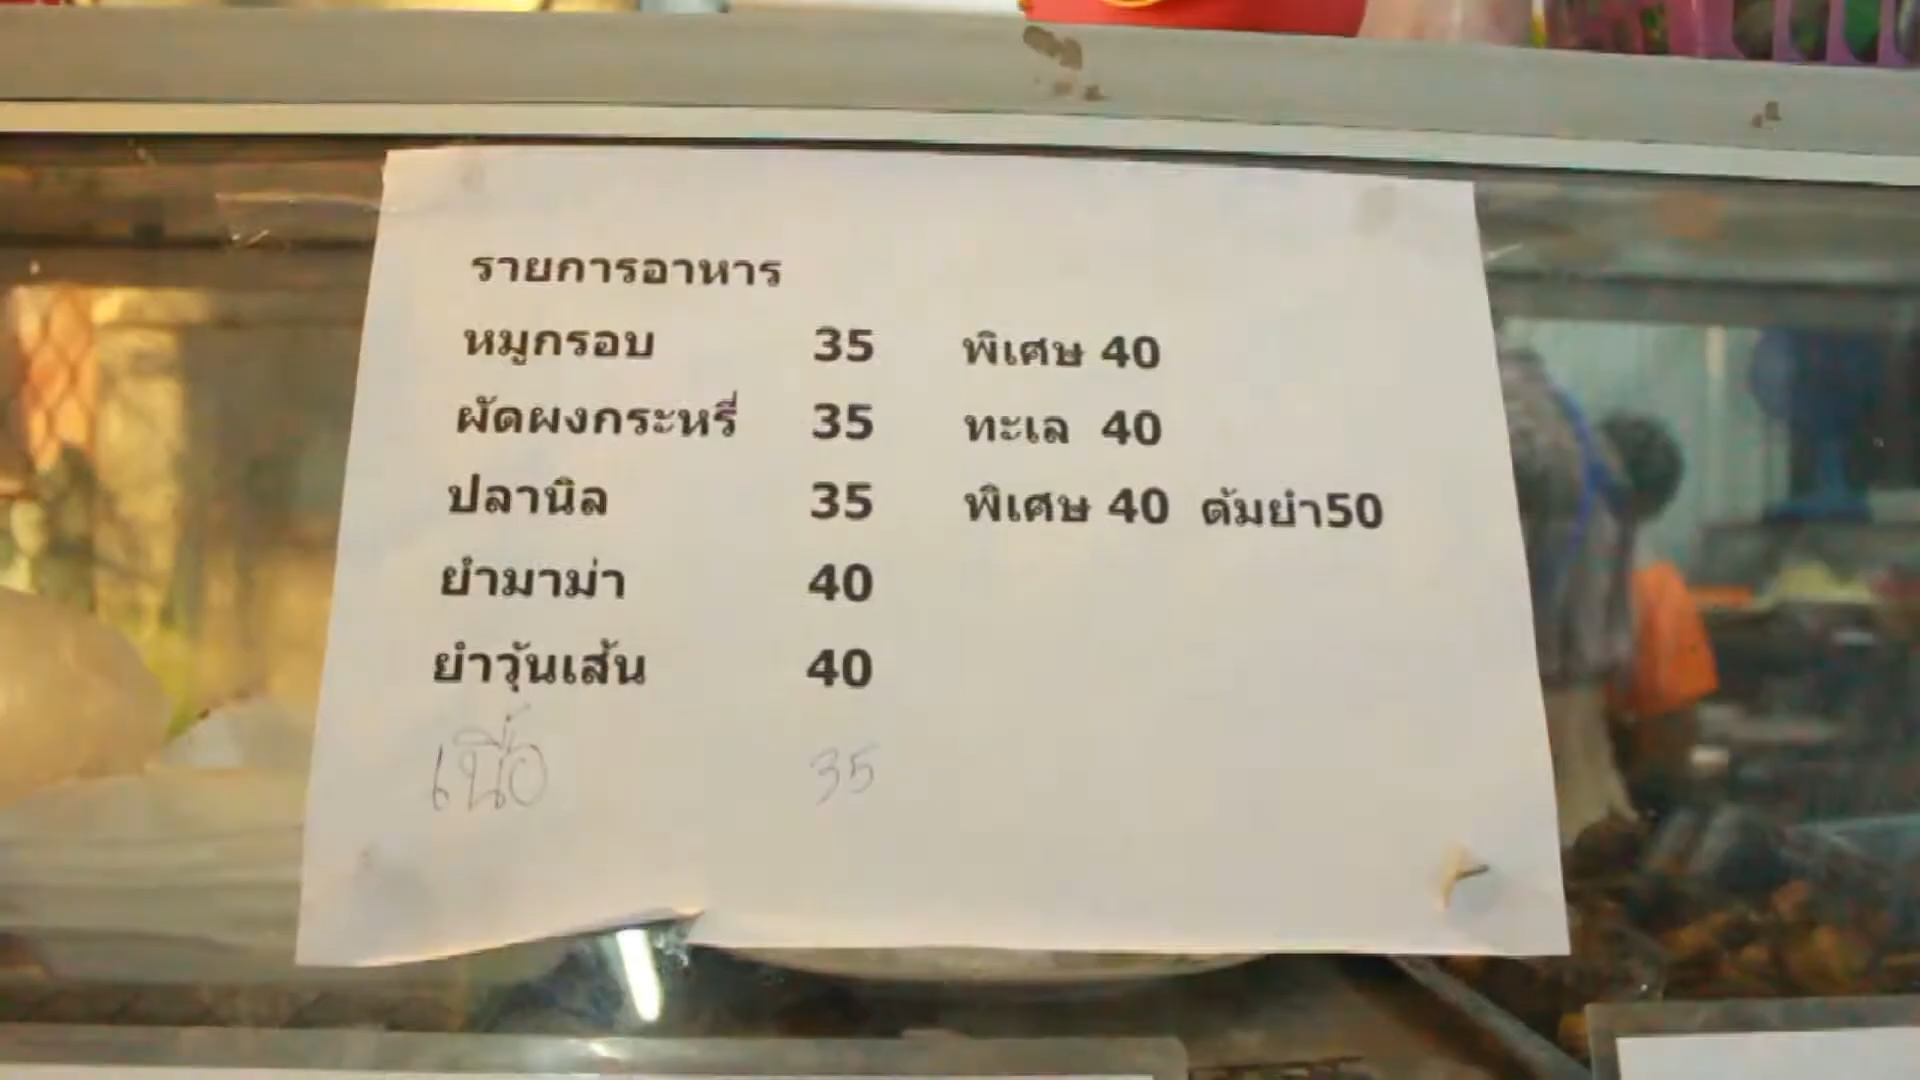 รายการอาหาร
หมูกรอบ 35 พิเศษ 40
ผัดผงกระหรี่ 35 ทะเล 40
ปลานิล 35 พิเศษ 40 ต้มยำ50
ยำมาม่า 40
ยำวุ้นเส้น 40
เนื้อ 35